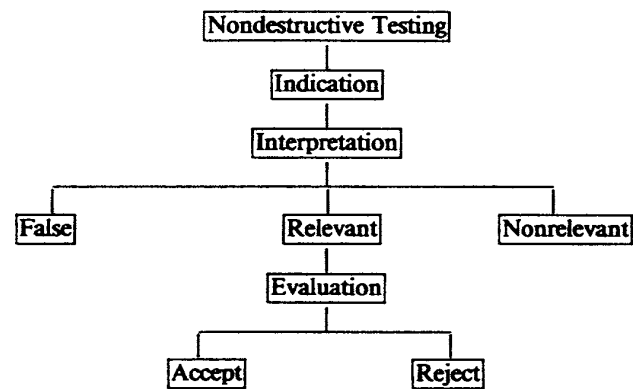 Nondestructive Testing
Indication
Interpretation
False
Relevant
Nonrelevant
Evaluation
Accept
Reject